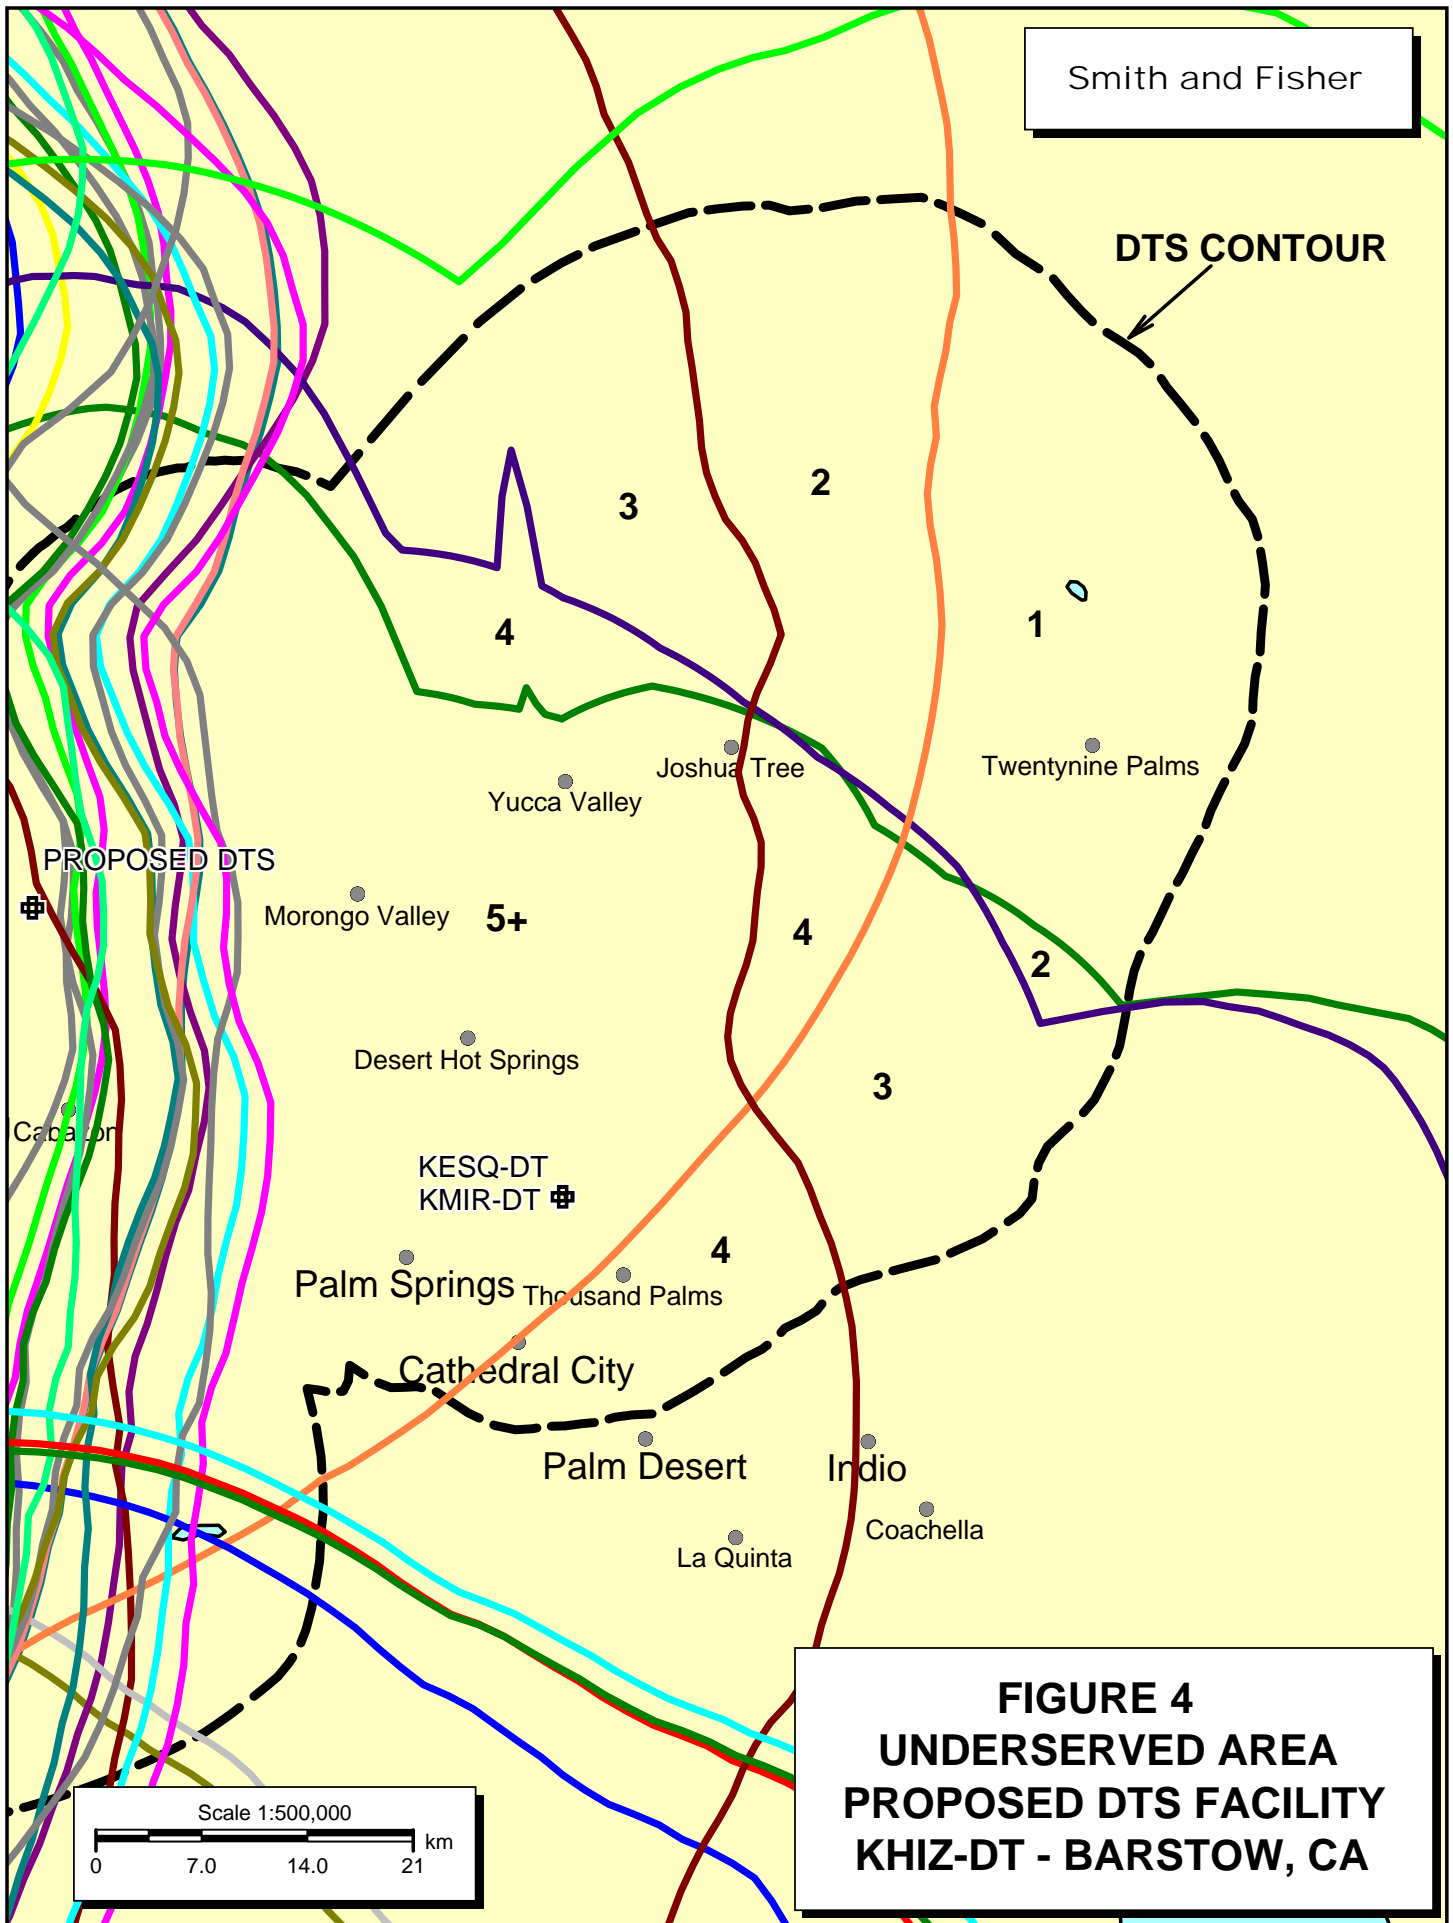 Smith and Fisher
DTS CONTOUR
2
3
1
4
Joshua Tree
Twentynine Palms
Yucca Valley
PROPOSED DTS
Morongo Valley
5+
4
2
Desert Hot Springs
3
Cabazon
KESQ-DT
KMIR-DT
4
Palm Springs
Thousand Palms
Cathedral City
Palm Desert
Indio
Coachella
La Quinta
FIGURE 4
UNDERSERVED AREA
PROPOSED DTS FACILITY
KHIZ-DT - BARSTOW, CA
Scale 1:500,000
km
0 7.0 14.0 21